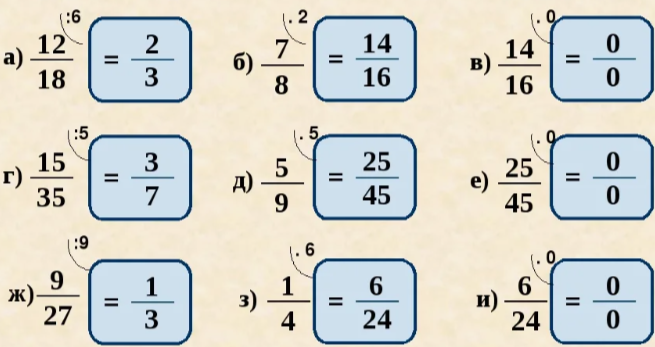 а) 12/18 :6 = 2/3
б) 7/8 . 2 = 14/16
в) 14/16 . 0 = 0/0
г) 15/35 :5 = 3/7
д) 5/9 . 5 = 25/45
е) 25/45 . 0 = 0/0
ж) 9/27 :9 = 1/3
з) 1/4 . 6 = 6/24
и) 6/24 . 0 = 0/0